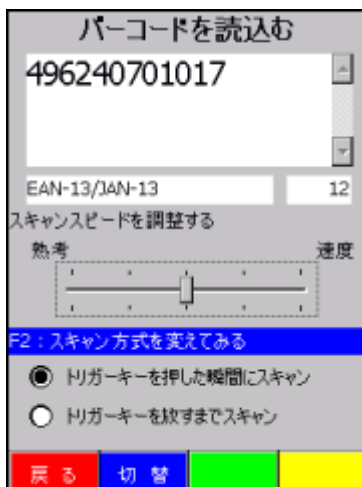 バーコードを読込む
496240701017
EAN-13/JAN-13 12
スキャンスピードを調整する
熟考 速度
F2：スキャン方式を変えてみる
トリガーキーを押した瞬間にスキャン
トリガーキーを放すまでスキャン
戻る 切替